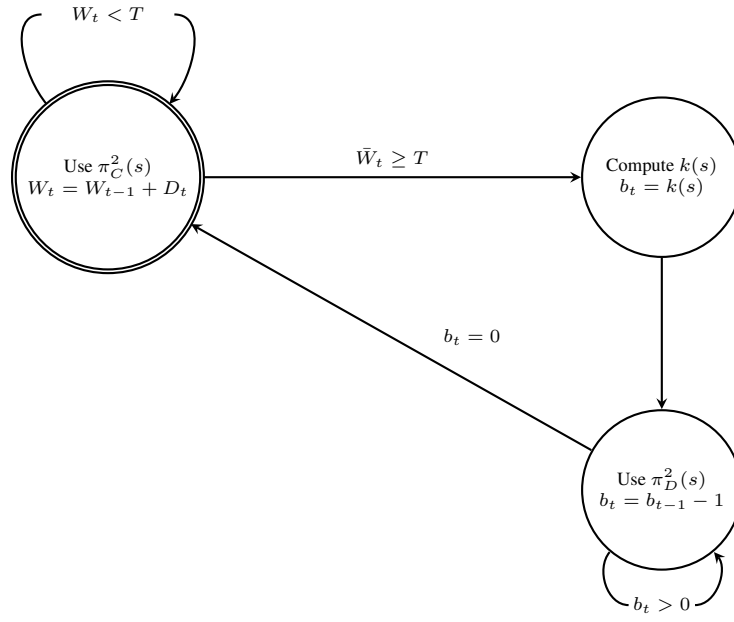 W_t < T
Use π_C^2(s)
W_t = W_{t−1} + D_t
W̄_t ≥ T
Compute k(s)
b_t = k(s)
b_t = 0
Use π_D^2(s)
b_t = b_{t−1} − 1
b_t > 0